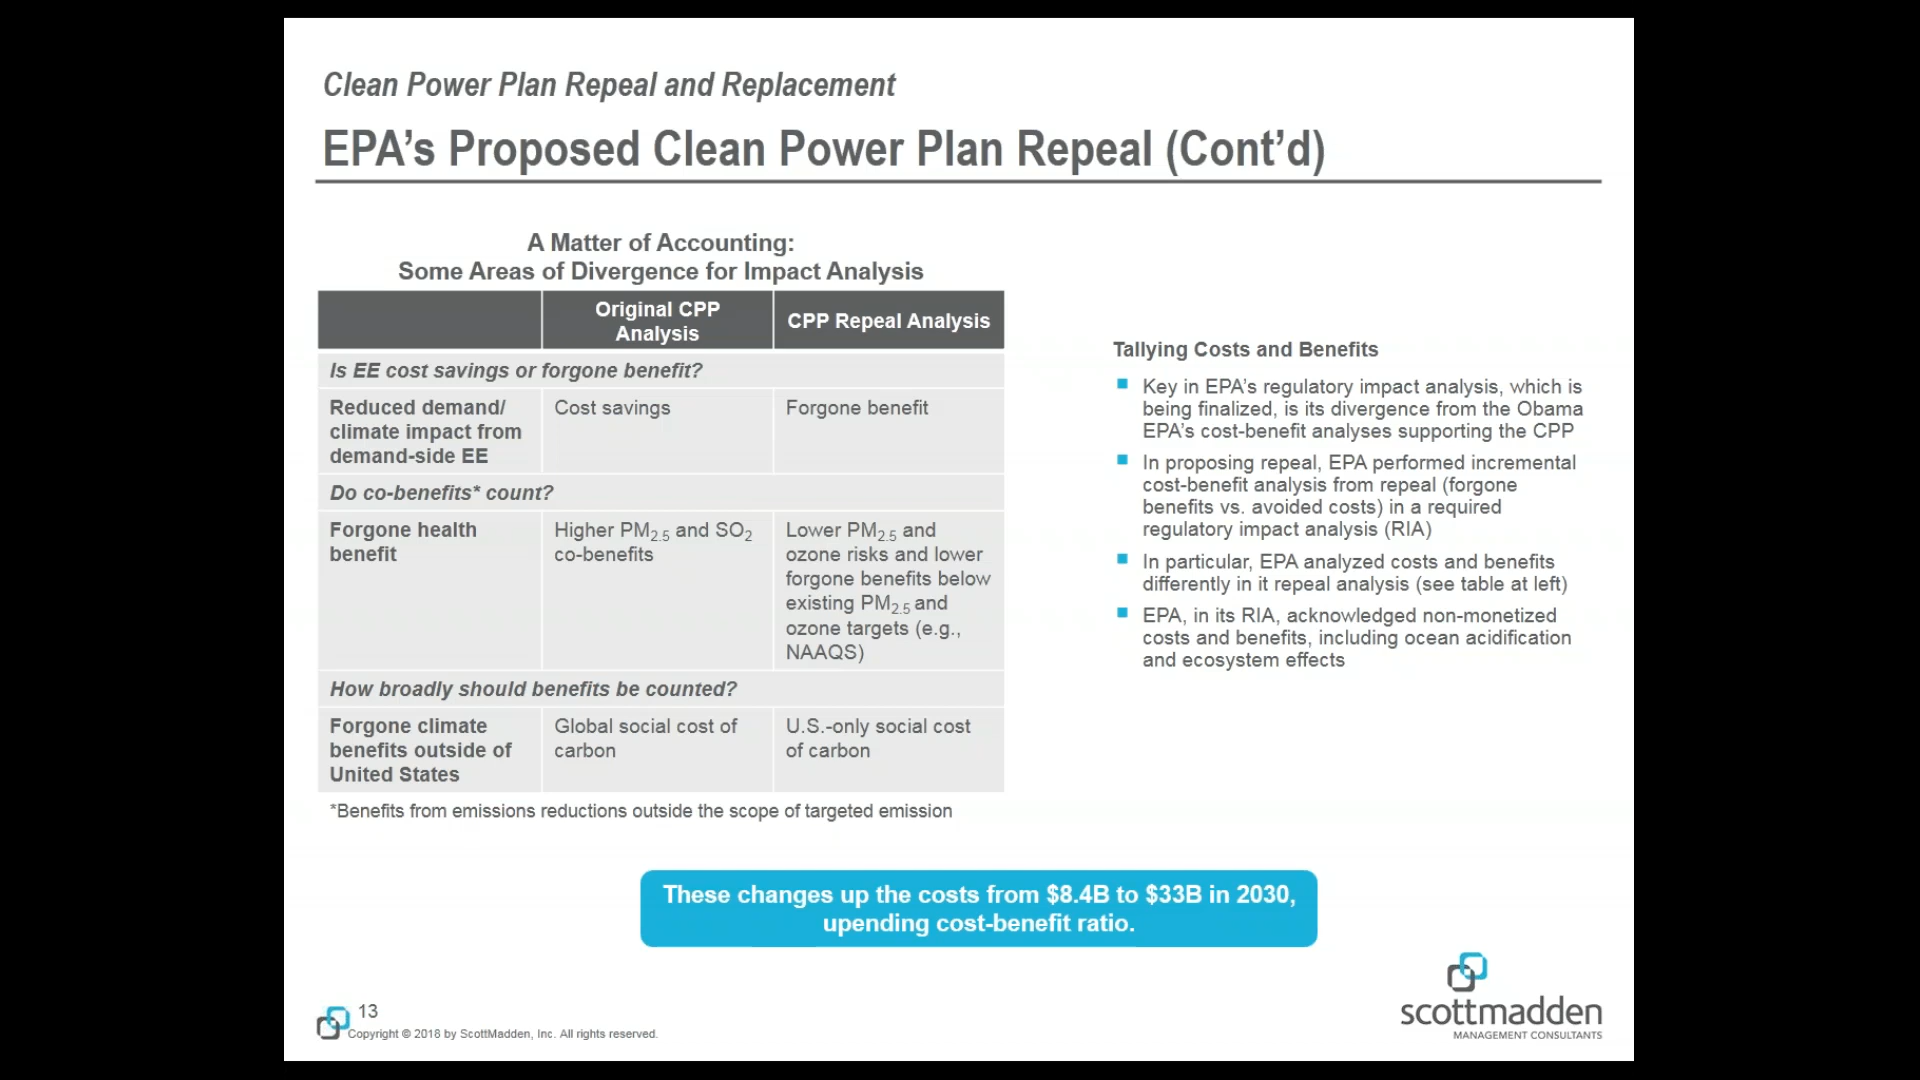 Clean Power Plan Repeal and Replacement
EPA’s Proposed Clean Power Plan Repeal (Cont’d)
A Matter of Accounting:
Some Areas of Divergence for Impact Analysis
Original CPP
Analysis
CPP Repeal Analysis
Is EE cost savings or forgone benefit?
Reduced demand/
climate impact from
demand-side EE
Cost savings
Forgone benefit
Do co-benefits* count?
Forgone health
benefit
Higher PM2.5 and SO2
co-benefits
Lower PM2.5 and
ozone risks and lower
forgone benefits below
existing PM2.5 and
ozone targets (e.g.,
NAAQS)
How broadly should benefits be counted?
Forgone climate
benefits outside of
United States
Global social cost of
carbon
U.S.-only social cost
of carbon
*Benefits from emissions reductions outside the scope of targeted emission
Tallying Costs and Benefits
Key in EPA’s regulatory impact analysis, which is
being finalized, is its divergence from the Obama
EPA’s cost-benefit analyses supporting the CPP
In proposing repeal, EPA performed incremental
cost-benefit analysis from repeal (forgone
benefits vs. avoided costs) in a required
regulatory impact analysis (RIA)
In particular, EPA analyzed costs and benefits
differently in it repeal analysis (see table at left)
EPA, in its RIA, acknowledged non-monetized
costs and benefits, including ocean acidification
and ecosystem effects
These changes up the costs from $8.4B to $33B in 2030,
upending cost-benefit ratio.
13
Copyright © 2018 by ScottMadden, Inc. All rights reserved.
scottmadden
MANAGEMENT CONSULTANTS